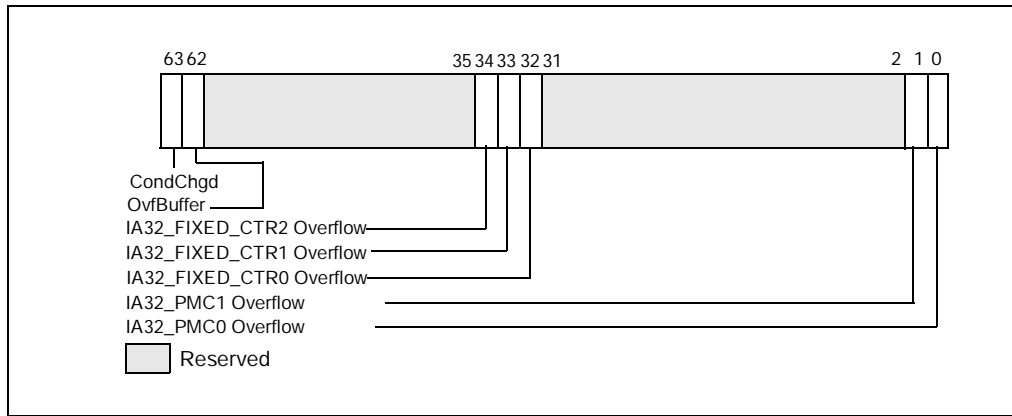 63 62 35 34 33 32 31 2 1 0
CondChgd
OvfBuffer
IA32_FIXED_CTR2 Overflow
IA32_FIXED_CTR1 Overflow
IA32_FIXED_CTR0 Overflow
IA32_PMC1 Overflow
IA32_PMC0 Overflow
Reserved